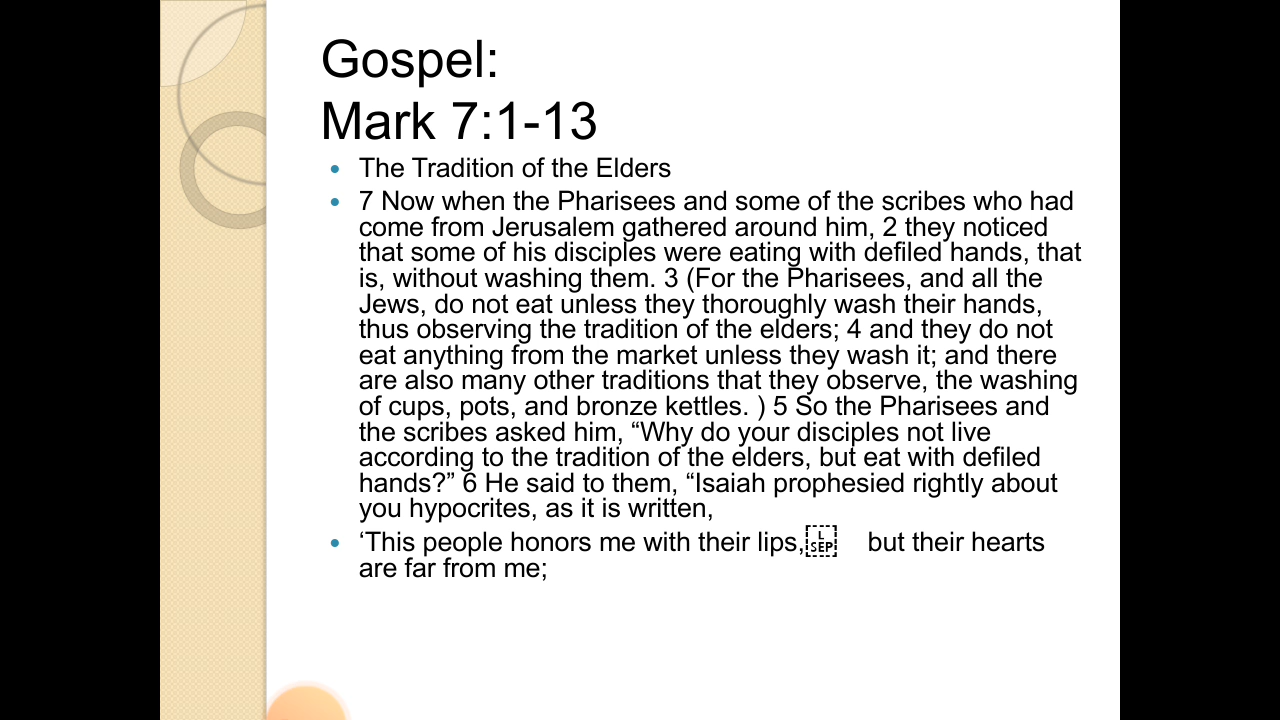 Gospel:
Mark 7:1-13
• The Tradition of the Elders
• 7 Now when the Pharisees and some of the scribes who had
come from Jerusalem gathered around him, 2 they noticed
that some of his disciples were eating with defiled hands, that
is, without washing them. 3 (For the Pharisees, and all the
Jews, do not eat unless they thoroughly wash their hands,
thus observing the tradition of the elders; 4 and they do not
eat anything from the market unless they wash it; and there
are also many other traditions that they observe, the washing
of cups, pots, and bronze kettles. ) 5 So the Pharisees and
the scribes asked him, “Why do your disciples not live
according to the tradition of the elders, but eat with defiled
hands?” 6 He said to them, “Isaiah prophesied rightly about
you hypocrites, as it is written,
• ‘This people honors me with their lips,L SEP but their hearts
are far from me;